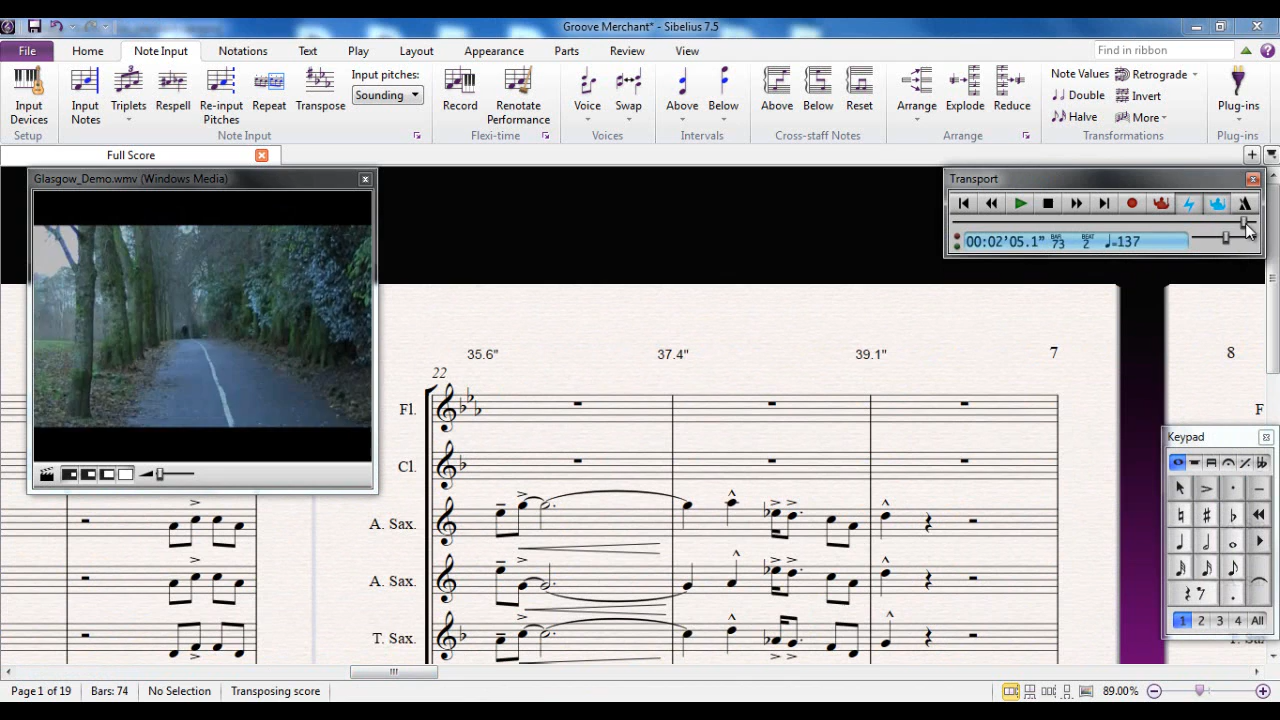 Groove Merchant* - Sibelius 7.5
File Home Note Input Notations Text Play Layout Appearance Parts Review View Find in ribbon
Input Devices
Setup
Input Notes
Triplets
Respell
Re-input Pitches
Repeat
Transpose
Input pitches:
Sounding
Note Input
Record
Renotate Performance
Flexi-time
Voice
Swap
Voices
Above
Below
Intervals
Above
Below
Reset
Cross-staff Notes
Arrange
Explode
Reduce
Arrange
Note Values
Double
Halve
Retrograde
Invert
More
Transformations
Plug-ins
Plug-ins
Full Score
Glasgow_Demo.wmv (Windows Media)
Transport
00:02'05.1" BAR 73 BEAT 2 =137
35.6" 37.4" 39.1" 7 8
22
Fl.
F
Cl.
A. Sax.
A. Sax.
T. Sax.
Keypad
1 2 3 4 All
Page 1 of 19 Bars: 74 No Selection Transposing score 89.00%